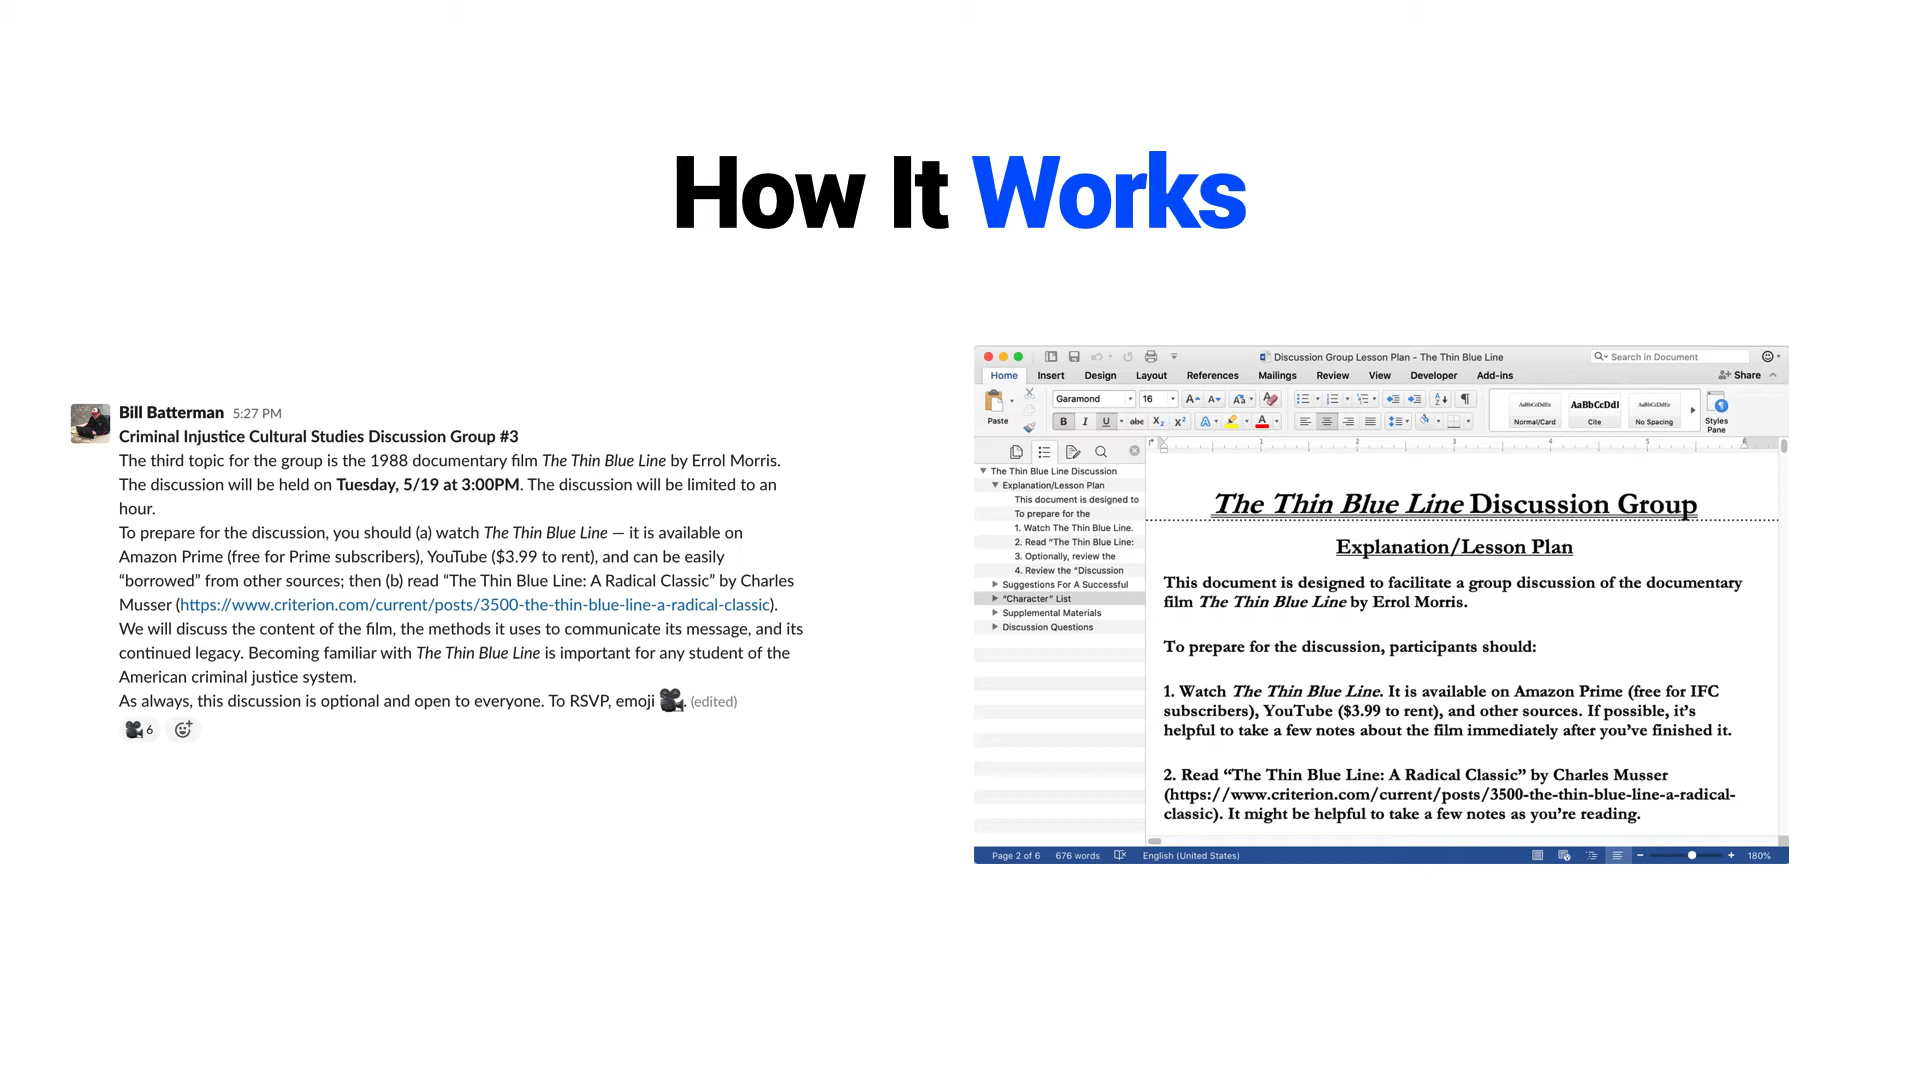 How It Works
Bill Batterman 5:27 PM
Criminal Injustice Cultural Studies Discussion Group #3
The third topic for the group is the 1988 documentary film The Thin Blue Line by Errol Morris.
The discussion will be held on Tuesday, 5/19 at 3:00PM. The discussion will be limited to an
hour.
To prepare for the discussion, you should (a) watch The Thin Blue Line — it is available on
Amazon Prime (free for Prime subscribers), YouTube ($3.99 to rent), and can be easily
“borrowed” from other sources; then (b) read “The Thin Blue Line: A Radical Classic” by Charles
Musser (https://www.criterion.com/current/posts/3500-the-thin-blue-line-a-radical-classic).
We will discuss the content of the film, the methods it uses to communicate its message, and its
continued legacy. Becoming familiar with The Thin Blue Line is important for any student of the
American criminal justice system.
As always, this discussion is optional and open to everyone. To RSVP, emoji 🎥. (edited)
🎥 6
Discussion Group Lesson Plan - The Thin Blue Line
Search in Document
Home Insert Design Layout References Mailings Review View Developer Add-ins Share
Paste
Garamond 16
B I U abc X₂ X²
AaBbCcDdEe AaBbCcDdI AaBbCcDdEe
Normal/Card Cite No Spacing
Styles
Pane
1 2 3 4 5 6
The Thin Blue Line Discussion
Explanation/Lesson Plan
This document is designed to
To prepare for the
1. Watch The Thin Blue Line.
2. Read “The Thin Blue Line:
3. Optionally, review the
4. Review the “Discussion
Suggestions For A Successful
“Character” List
Supplemental Materials
Discussion Questions
The Thin Blue Line Discussion Group
Explanation/Lesson Plan
This document is designed to facilitate a group discussion of the documentary
film The Thin Blue Line by Errol Morris.
To prepare for the discussion, participants should:
1. Watch The Thin Blue Line. It is available on Amazon Prime (free for IFC
subscribers), YouTube ($3.99 to rent), and other sources. If possible, it’s
helpful to take a few notes about the film immediately after you’ve finished it.
2. Read “The Thin Blue Line: A Radical Classic” by Charles Musser
(https://www.criterion.com/current/posts/3500-the-thin-blue-line-a-radical-
classic). It might be helpful to take a few notes as you’re reading.
Page 2 of 6 676 words English (United States) 180%